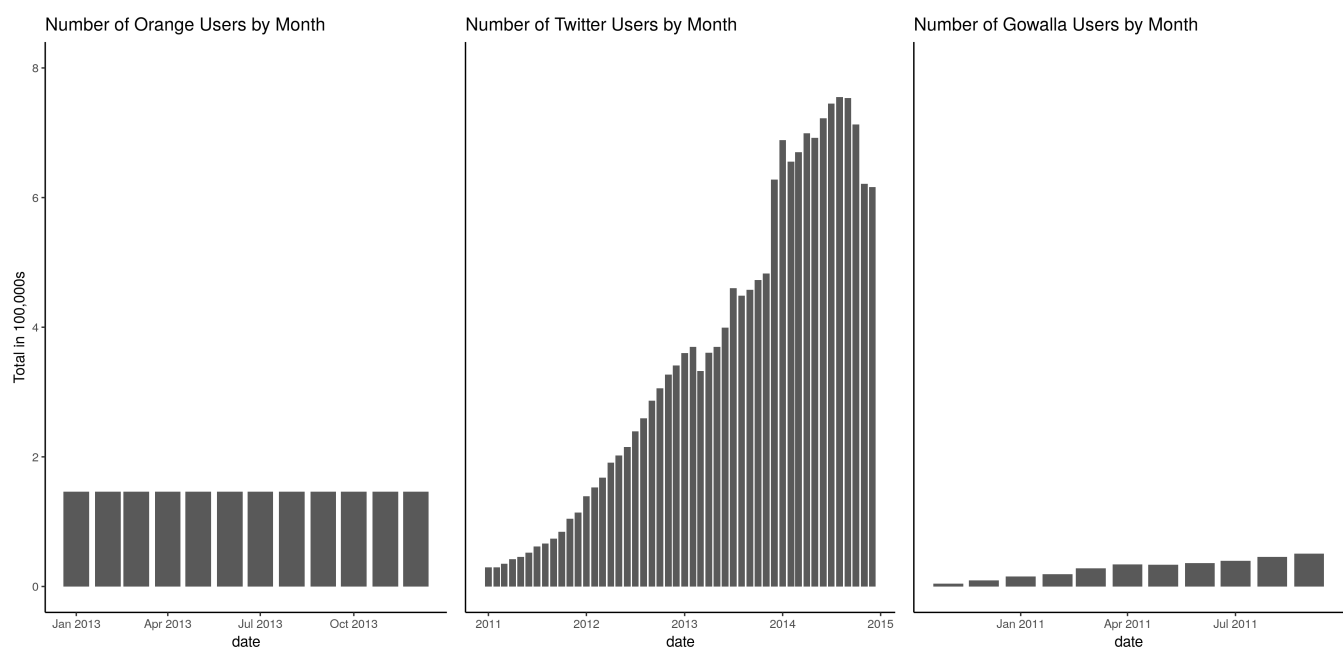 Number of Orange Users by Month
Number of Twitter Users by Month
Number of Gowalla Users by Month
Total in 100,000s
8
6
4
2
0
Jan 2013
Apr 2013
Jul 2013
Oct 2013
date
2011
2012
2013
2014
2015
date
Jan 2011
Apr 2011
Jul 2011
date